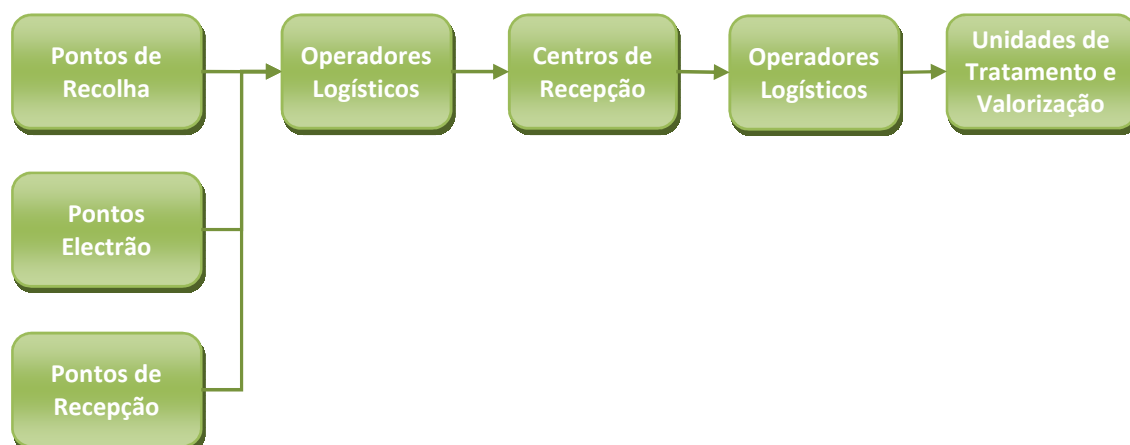 Pontos de
Recolha
Operadores
Logísticos
Centros de
Recepção
Operadores
Logísticos
Unidades de
Tratamento e
Valorização
Pontos
Electrão
Pontos de
Recepção